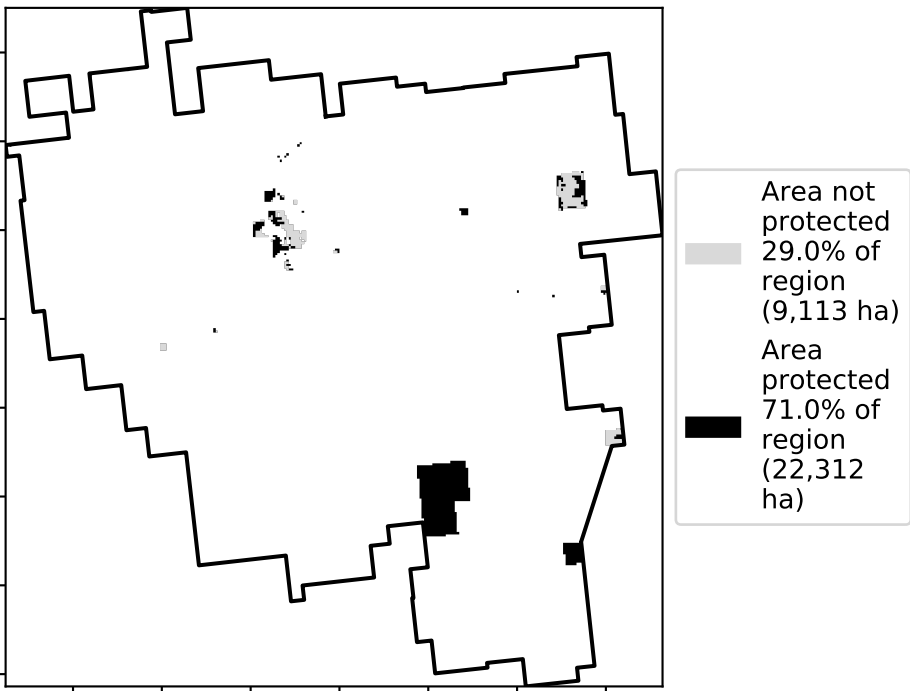 Area not
protected
29.0% of
region
(9,113 ha)
Area
protected
71.0% of
region
(22,312
ha)